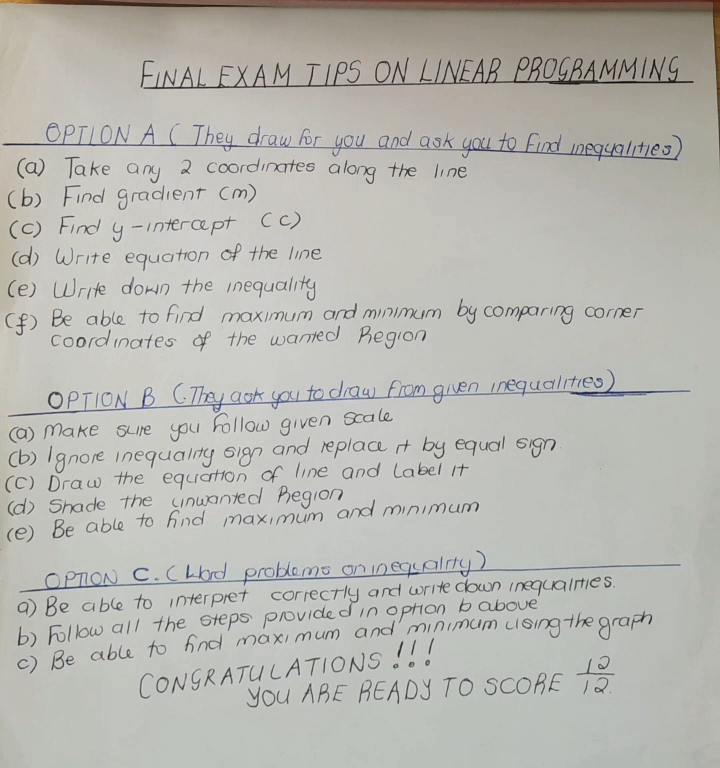 FINAL EXAM TIPS ON LINEAR PROGRAMMING
OPTION A ( They draw for you and ask you to find inequalities)
(a) Take any 2 coordinates along the line
(b) Find gradient (m)
(c) Find y-intercept (c)
(d) Write equation of the line
(e) Write down the inequality
(f) Be able to find maximum and minimum by comparing corner
coordinates of the wanted Region
OPTION B (They ask you to draw from given inequalities)
(a) Make sure you follow given scale
(b) Ignore inequality sign and replace it by equal sign.
(c) Draw the equation of line and Label it
(d) Shade the unwanted Region
(e) Be able to find maximum and minimum
OPTION C. (Word problems on inequality)
a) Be able to interpret correctly and write down inequalities.
b) Follow all the steps provided in option b above
c) Be able to find maximum and minimum using the graph
CONGRATULATIONS!!!
YOU ARE READY TO SCORE 12/12.